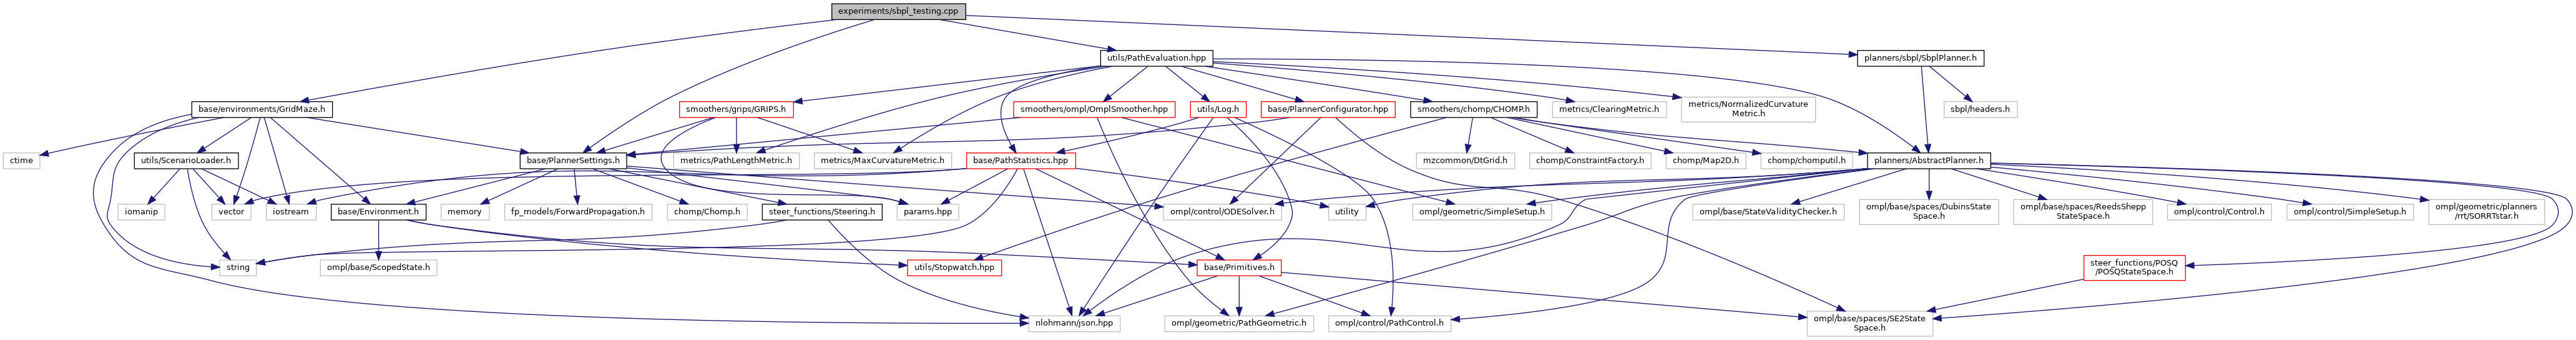 experiments/sbpl_testing.cpp
utils/PathEvaluation.hpp
planners/sbpl/SbplPlanner.h
base/environments/GridMaze.h
smoothers/grips/GRIPS.h
smoothers/ompl/OmplSmoother.hpp
utils/Log.h
base/PlannerConfigurator.hpp
smoothers/chomp/CHOMP.h
metrics/ClearingMetric.h
metrics/NormalizedCurvature
Metric.h
sbpl/headers.h
ctime
utils/ScenarioLoader.h
base/PlannerSettings.h
metrics/PathLengthMetric.h
metrics/MaxCurvatureMetric.h
base/PathStatistics.hpp
mzcommon/DtGrid.h
chomp/ConstraintFactory.h
chomp/Map2D.h
chomp/chomputil.h
planners/AbstractPlanner.h
iomanip
vector
iostream
base/Environment.h
memory
fp_models/ForwardPropagation.h
chomp/Chomp.h
steer_functions/Steering.h
params.hpp
ompl/control/ODESolver.h
utility
ompl/geometric/SimpleSetup.h
ompl/base/StateValidityChecker.h
ompl/base/spaces/DubinsState
Space.h
ompl/base/spaces/ReedsShepp
StateSpace.h
ompl/control/Control.h
ompl/control/SimpleSetup.h
ompl/geometric/planners
/rrt/SORRTstar.h
string
ompl/base/ScopedState.h
utils/Stopwatch.hpp
base/Primitives.h
steer_functions/POSQ
/POSQStateSpace.h
nlohmann/json.hpp
ompl/geometric/PathGeometric.h
ompl/control/PathControl.h
ompl/base/spaces/SE2State
Space.h